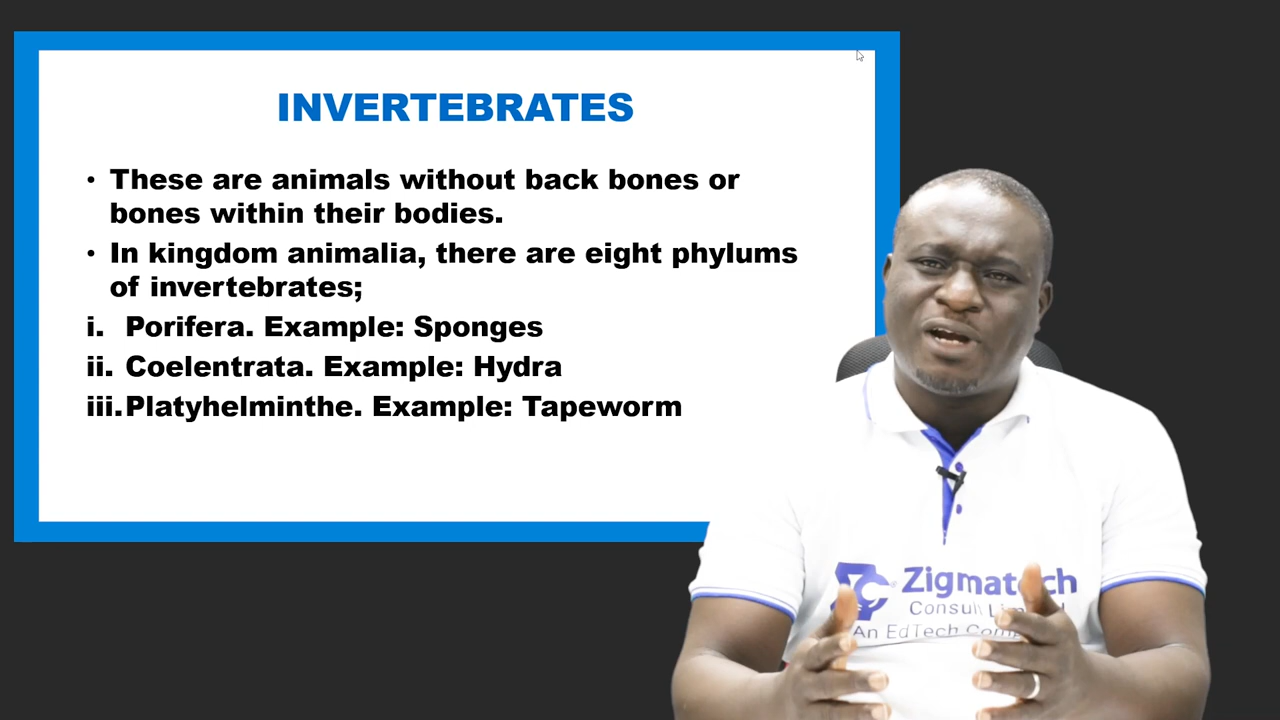 INVERTEBRATES
• These are animals without back bones or
bones within their bodies.
• In kingdom animalia, there are eight phylums
of invertebrates;
i. Porifera. Example: Sponges
ii. Coelentrata. Example: Hydra
iii. Platyhelminthe. Example: Tapeworm
Zigmatech
Consult
An EdTech